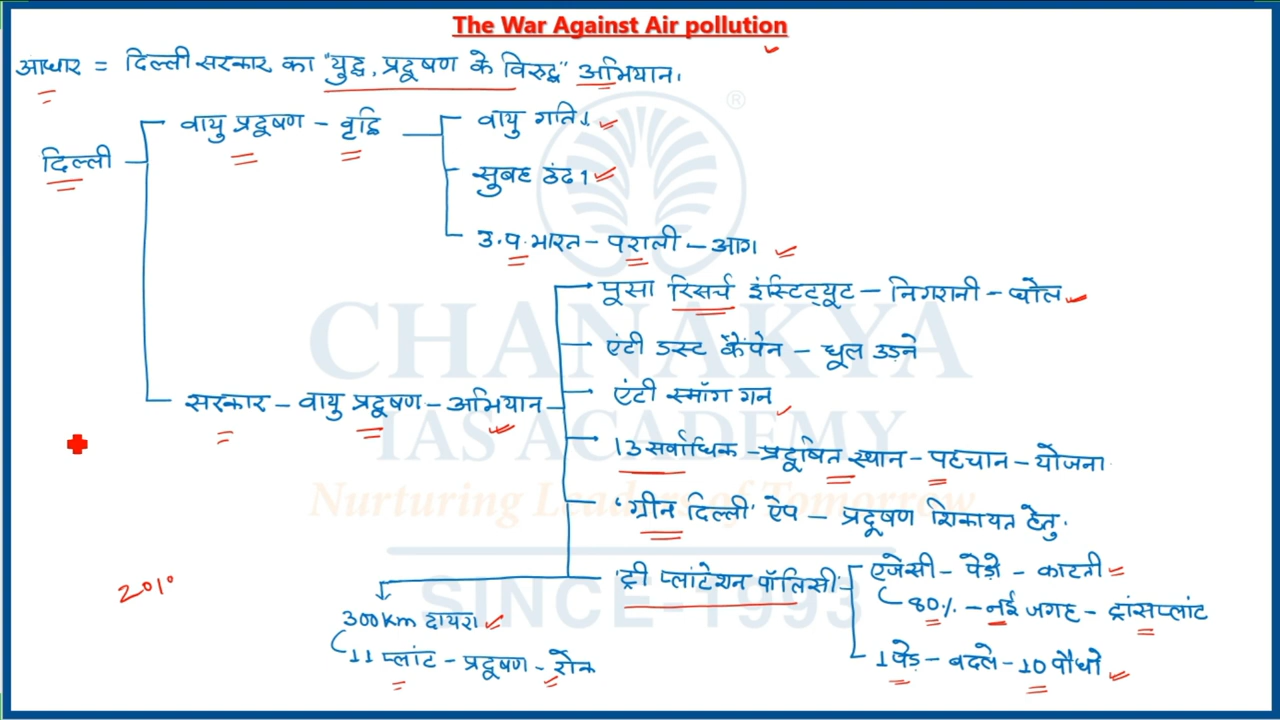 The War Against Air pollution
आधार = दिल्ली सरकार का "युद्ध, प्रदूषण के विरुद्ध" अभियान।
®
दिल्ली
वायु प्रदूषण - वृद्धि
वायु गति↓
सुबह ठंढ↑
उ.प. भारत - पराली - आग।
सरकार - वायु प्रदूषण - अभियान
पूसा रिसर्च इंस्टिट्यूट - निगरानी - घोल
एंटी डस्ट कैंपेन - धूल उड़ने
एंटी स्मॉग गन
13 सर्वाधिक - प्रदूषित स्थान - पहचान - योजना
'ग्रीन दिल्ली' ऐप - प्रदूषण शिकायत हेतु।
'ट्री प्लांटेशन पॉलिसी'
एजेंसी - पेड़ो - काटती
80% - नई जगह - ट्रांसप्लांट
1 पेड़ - बदले - 10 पौधो
300 Km दायरा
11 प्लांट - प्रदूषण - रोक
CHANAKYA
IAS ACADEMY
Nurturing Leaders of Tomorrow
SINCE-1993